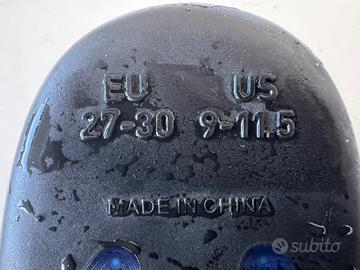 EU US
27-30 9-11.5
MADE IN CHINA
subito